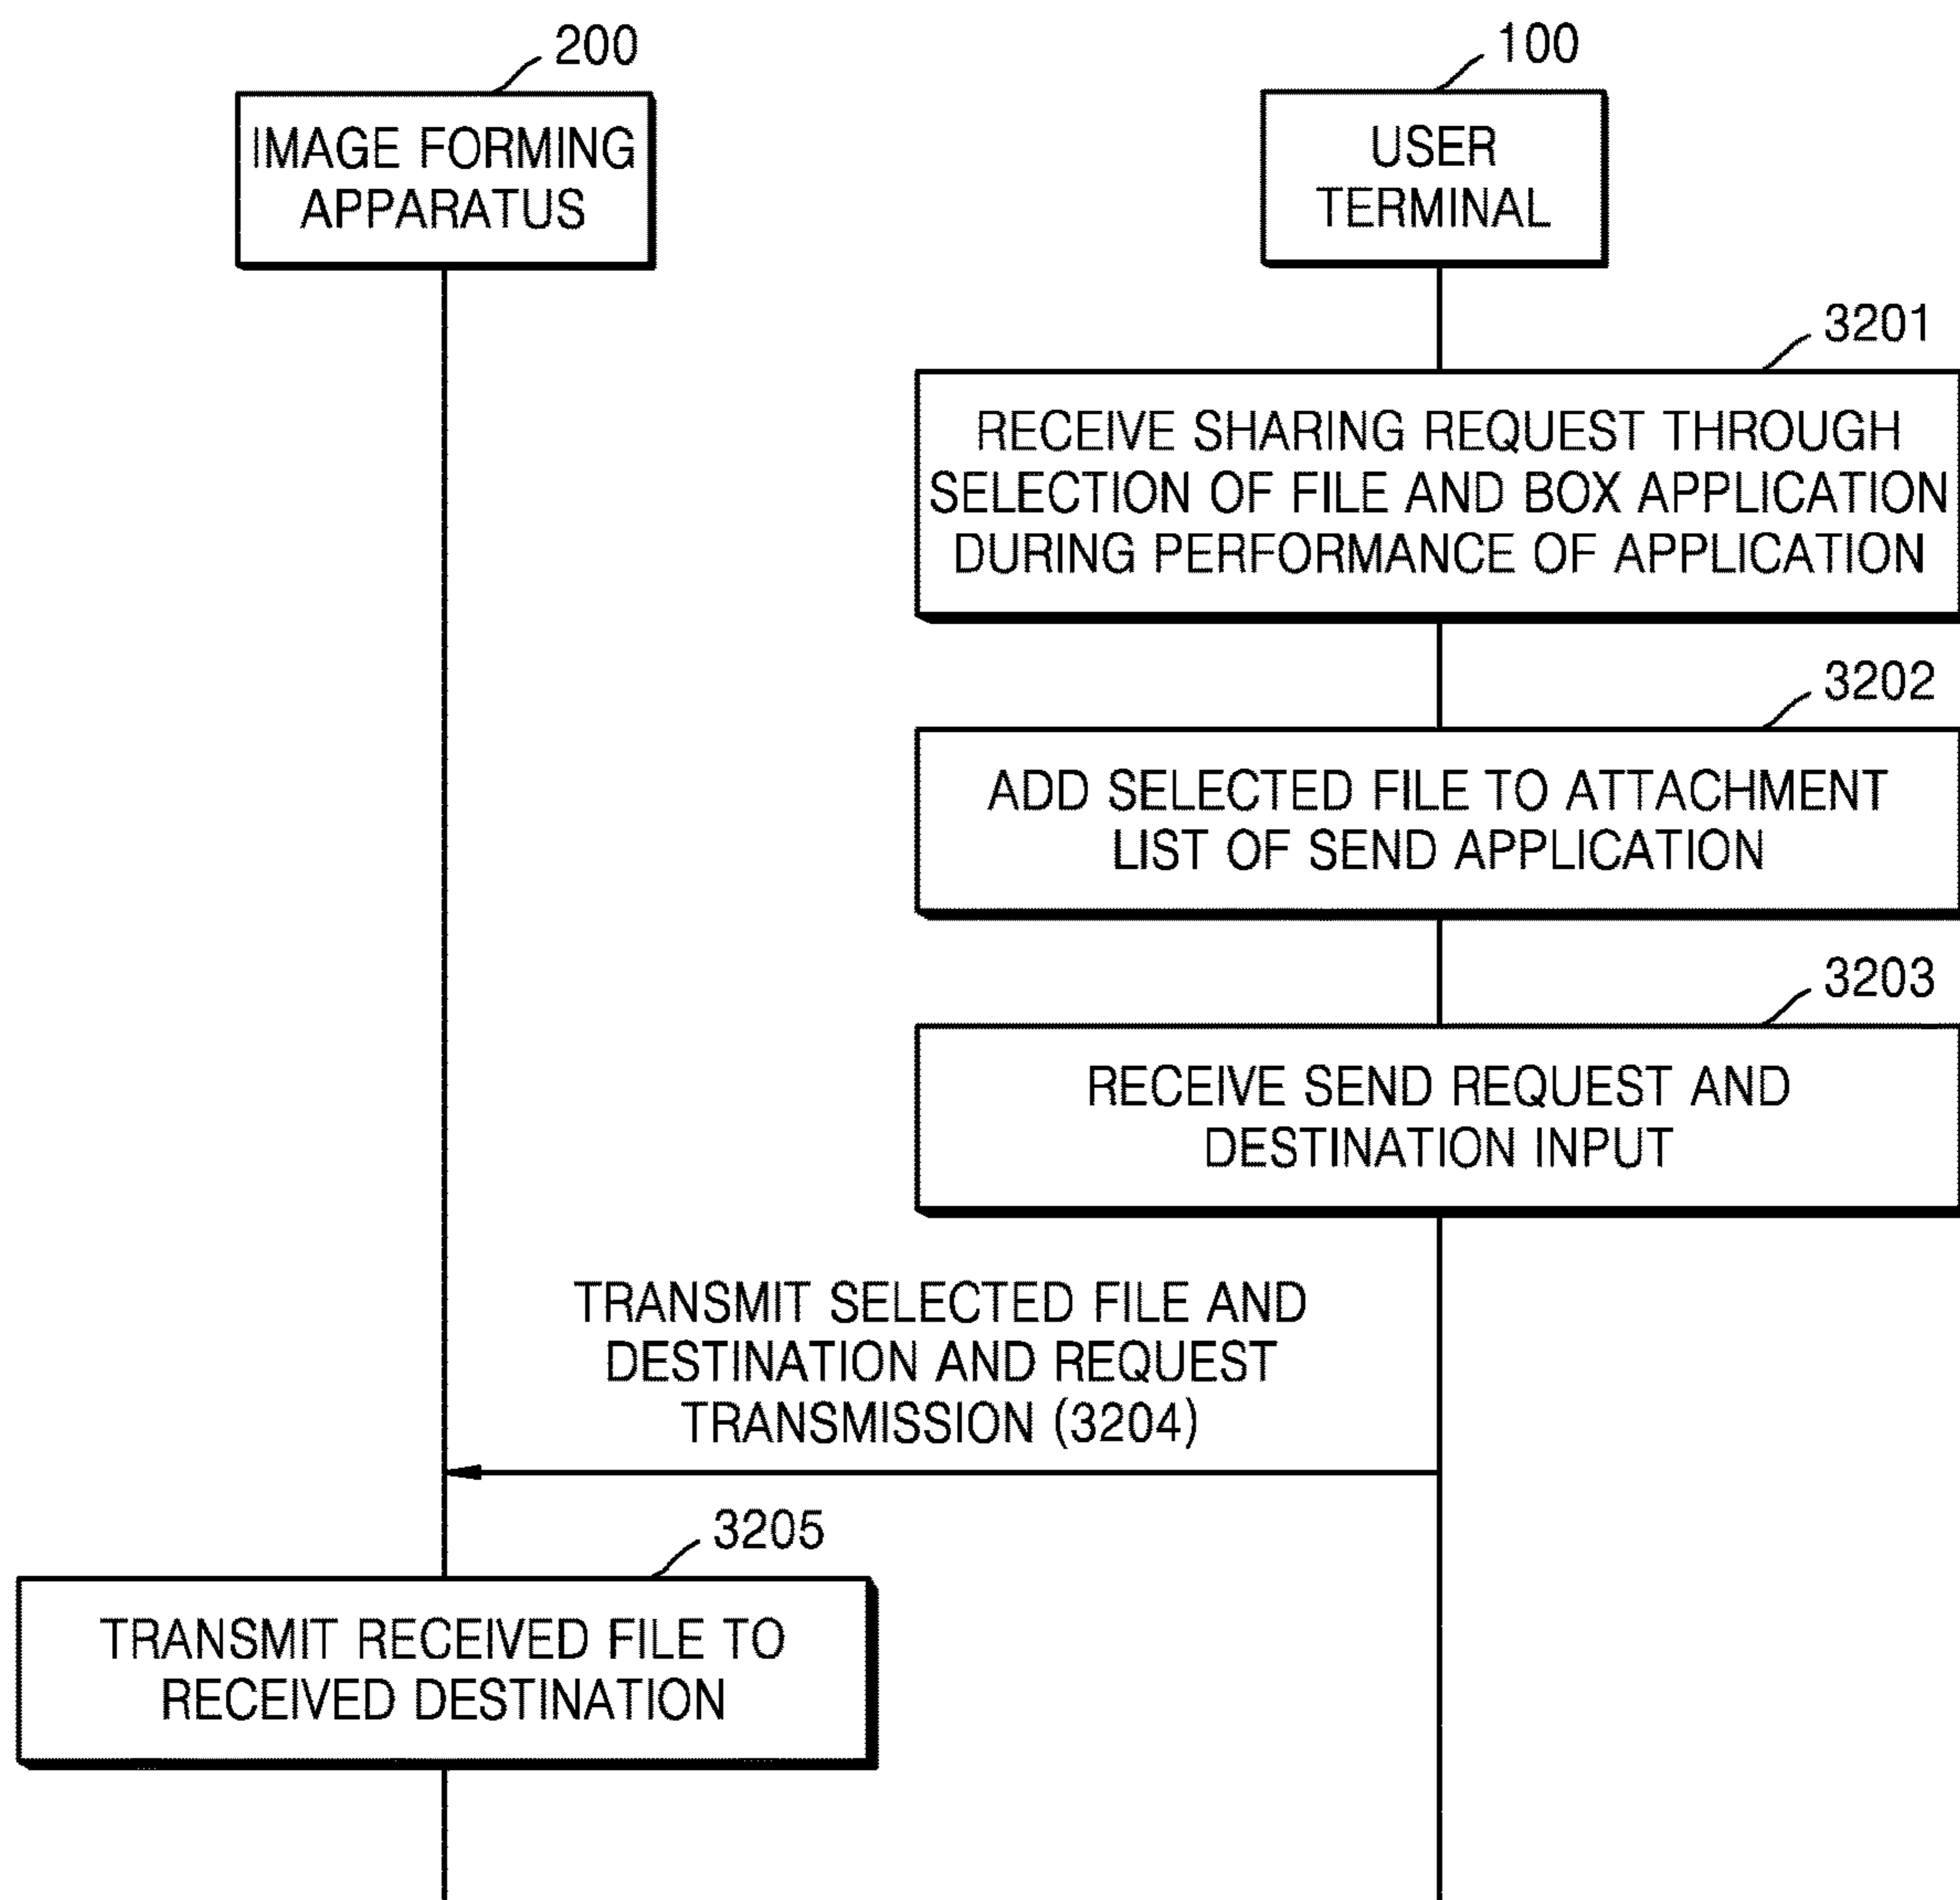 200
IMAGE FORMING
APPARATUS
100
USER
TERMINAL
3201
RECEIVE SHARING REQUEST THROUGH
SELECTION OF FILE AND BOX APPLICATION
DURING PERFORMANCE OF APPLICATION
3202
ADD SELECTED FILE TO ATTACHMENT
LIST OF SEND APPLICATION
3203
RECEIVE SEND REQUEST AND
DESTINATION INPUT
TRANSMIT SELECTED FILE AND
DESTINATION AND REQUEST
TRANSMISSION (3204)
3205
TRANSMIT RECEIVED FILE TO
RECEIVED DESTINATION